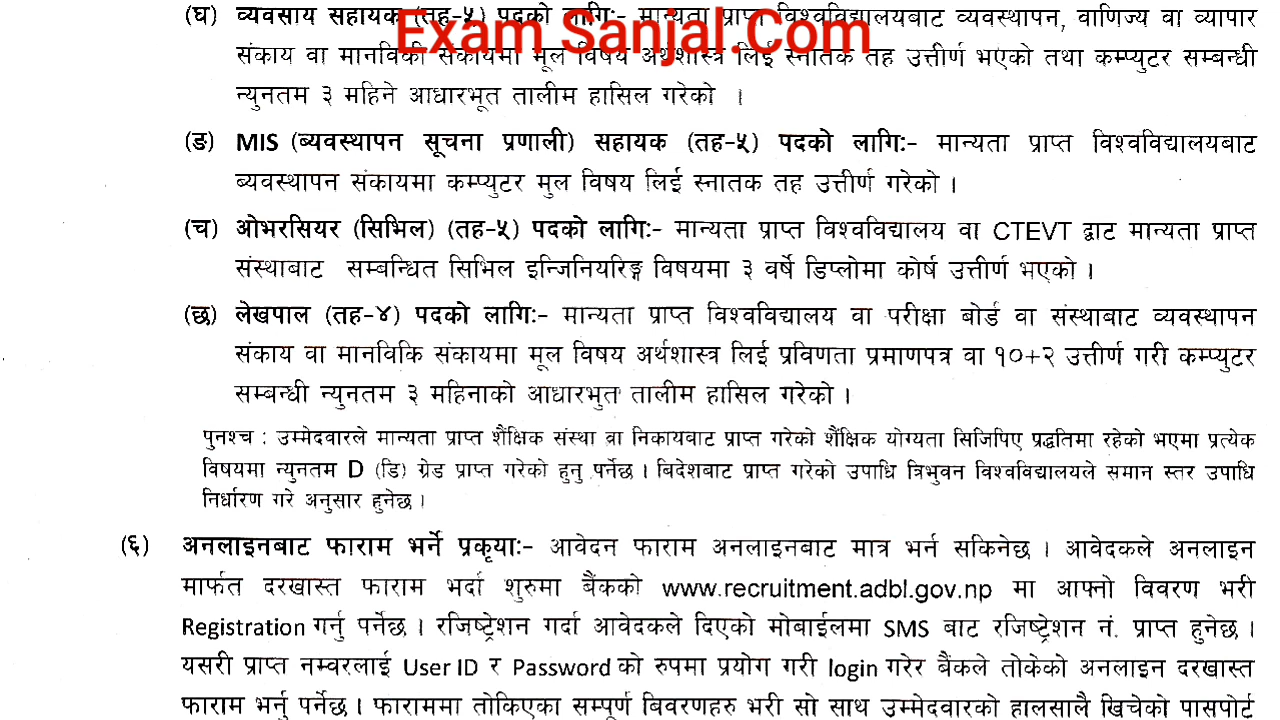 (घ) व्यवसाय सहायक (तह-५) पदको लागि:- मान्यता प्राप्त विश्वविद्यालयबाट व्यवस्थापन, वाणिज्य वा व्यापार
Exam Sanjal.Com
संकाय वा मानविकी संकायमा मूल विषय अर्थशास्त्र लिई स्नातक तह उत्तीर्ण भएको तथा कम्प्युटर सम्बन्धी
न्युनतम ३ महिने आधारभूत तालीम हासिल गरेको ।
(ङ) MIS (ब्यवस्थापन सूचना प्रणाली) सहायक (तह-५) पदको लागि:- मान्यता प्राप्त विश्वविद्यालयबाट
ब्यवस्थापन संकायमा कम्प्युटर मुल विषय लिई स्नातक तह उत्तीर्ण गरेको ।
(च) ओभरसियर (सिभिल) (तह-५) पदको लागि:- मान्यता प्राप्त विश्वविद्यालय वा CTEVT द्वाट मान्यता प्राप्त
संस्थाबाट सम्बन्धित सिभिल इन्जिनियरिङ्ग विषयमा ३ वर्षे डिप्लोमा कोर्ष उत्तीर्ण भएको ।
(छ) लेखपाल (तह-४) पदको लागि:- मान्यता प्राप्त विश्वविद्यालय वा परीक्षा बोर्ड वा संस्थाबाट व्यवस्थापन
संकाय वा मानविकि संकायमा मूल विषय अर्थशास्त्र लिई प्रविणता प्रमाणपत्र वा १०+२ उत्तीर्ण गरी कम्प्युटर
सम्बन्धी न्युनतम ३ महिनाको आधारभुत तालीम हासिल गरेको ।
पुनश्च : उम्मेदवारले मान्यता प्राप्त शैंक्षिक संस्था वा निकायवाट प्राप्त गरेको शैंक्षिक योग्यता सिजिपिए प्रद्धतिमा रहेको भएमा प्रत्येक
विषयमा न्युनतम D (डि) ग्रेड प्राप्त गरेको हुनु पर्नेछ । बिदेशबाट प्राप्त गरेको उपाधि त्रिभुवन विश्वविद्यालयले समान स्तर उपाधि
निर्धारण गरे अनुसार हुनेछ ।
(६) अनलाइनबाट फाराम भर्ने प्रकृयाः- आवेदन फाराम अनलाइनबाट मात्र भर्न सकिनेछ । आवेदकले अनलाइन
मार्फत दरखास्त फाराम भर्दा शुरुमा बैंकको www.recruitment.adbl.gov.np मा आफ्नो विवरण भरी
Registration गर्नु पर्नेछ । रजिष्ट्रेशन गर्दा आवेदकले दिएको मोबाईलमा SMS बाट रजिष्ट्रेशन नं. प्राप्त हुनेछ ।
यसरी प्राप्त नम्वरलाई User ID र Password को रुपमा प्रयोग गरी login गरेर बैंकले तोकेको अनलाइन दरखास्त
फाराम भर्नु पर्नेछ । फाराममा तोकिएका सम्पूर्ण बिवरणहरु भरी सो साथ उम्मेदवारको हालसालै खिचेको पासपोर्ट